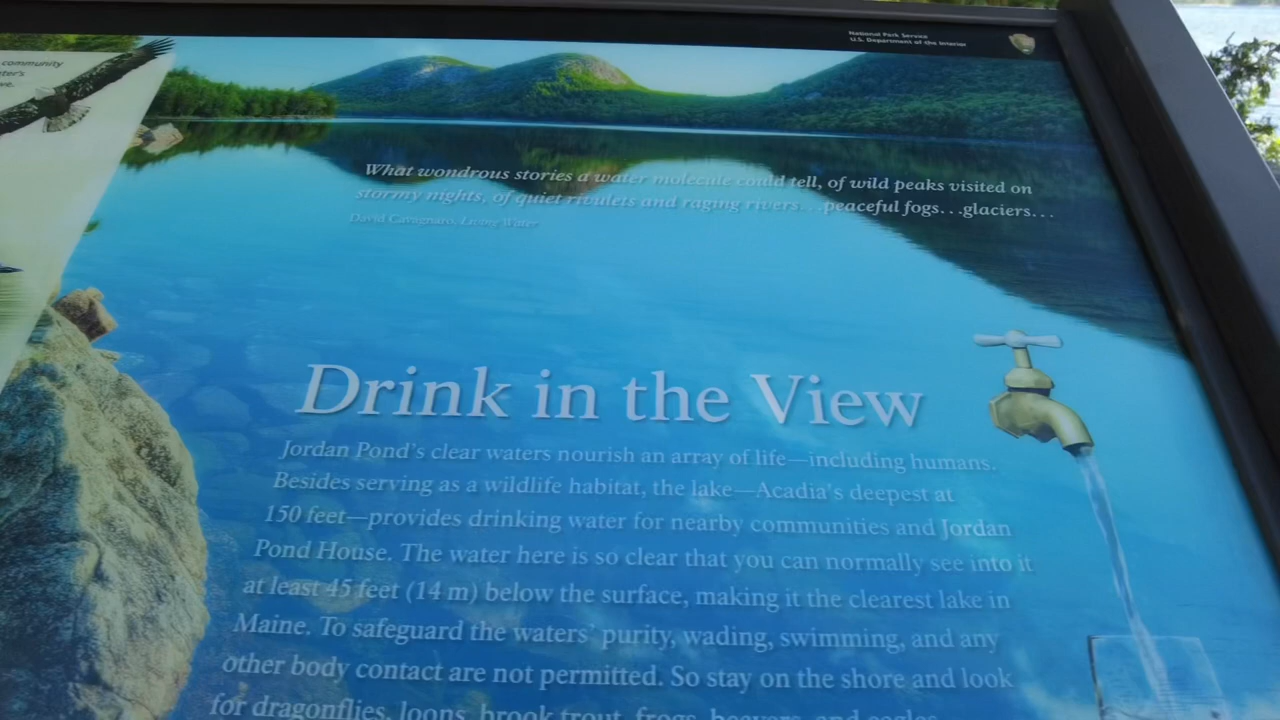 National Park Service
U.S. Department of the Interior
community
ter's
ve.
What wondrous stories a water molecule could tell, of wild peaks visited on
stormy nights, of quiet rivulets and raging rivers...peaceful fogs...glaciers...
David Cavagnaro, Living Water
Drink in the View
Jordan Pond's clear waters nourish an array of life—including humans.
Besides serving as a wildlife habitat, the lake—Acadia's deepest at
150 feet—provides drinking water for nearby communities and Jordan
Pond House. The water here is so clear that you can normally see into it
at least 45 feet (14 m) below the surface, making it the clearest lake in
Maine. To safeguard the waters' purity, wading, swimming, and any
other body contact are not permitted. So stay on the shore and look
for dragonflies, loons, brook trout, frogs, beavers, and eagles.